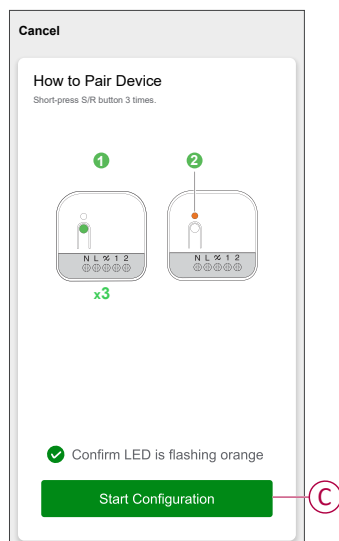 Cancel
How to Pair Device
Short-press S/R button 3 times.
1 2
N L 1 2 N L 1 2
x3
Confirm LED is flashing orange
Start Configuration C